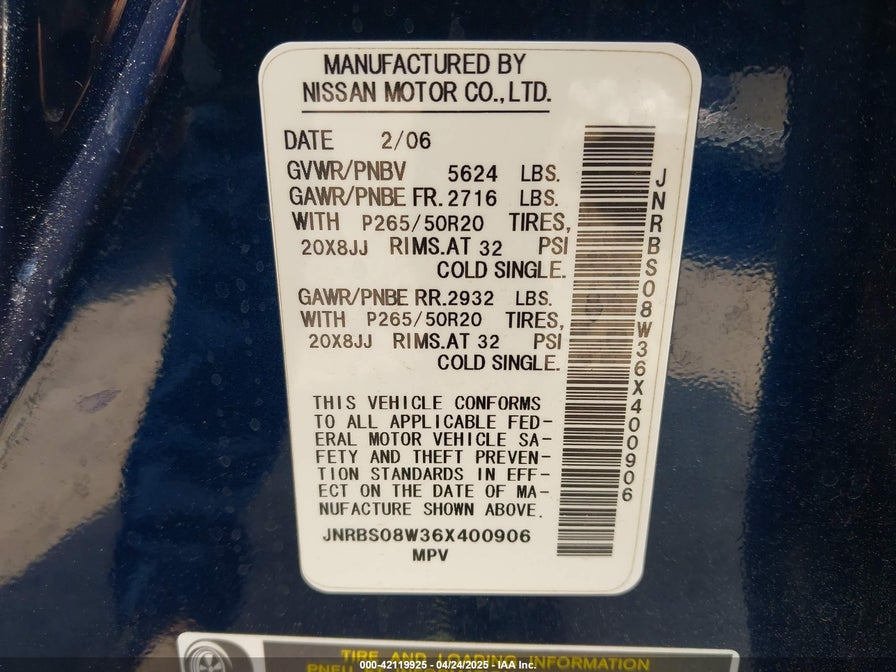 MANUFACTURED BY
NISSAN MOTOR CO.,LTD.
DATE 2/06
GVWR/PNBV 5624 LBS.
GAWR/PNBE FR.2716 LBS.
WITH P265/50R20 TIRES,
20X8JJ RIMS.AT 32 PSI
COLD SINGLE.
GAWR/PNBE RR.2932 LBS.
WITH P265/50R20 TIRES,
20X8JJ RIMS.AT 32 PSI
COLD SINGLE.
THIS VEHICLE CONFORMS
TO ALL APPLICABLE FED-
ERAL MOTOR VEHICLE SA-
FETY AND THEFT PREVEN-
TION STANDARDS IN EFF-
ECT ON THE DATE OF MA-
NUFACTURE SHOWN ABOVE.
JNRBS08W36X400906
MPV
JNRBS08W36X400906
TIRE AND LOADING INFORMATION
000-42119925 - 04/24/2025 - IAA Inc.